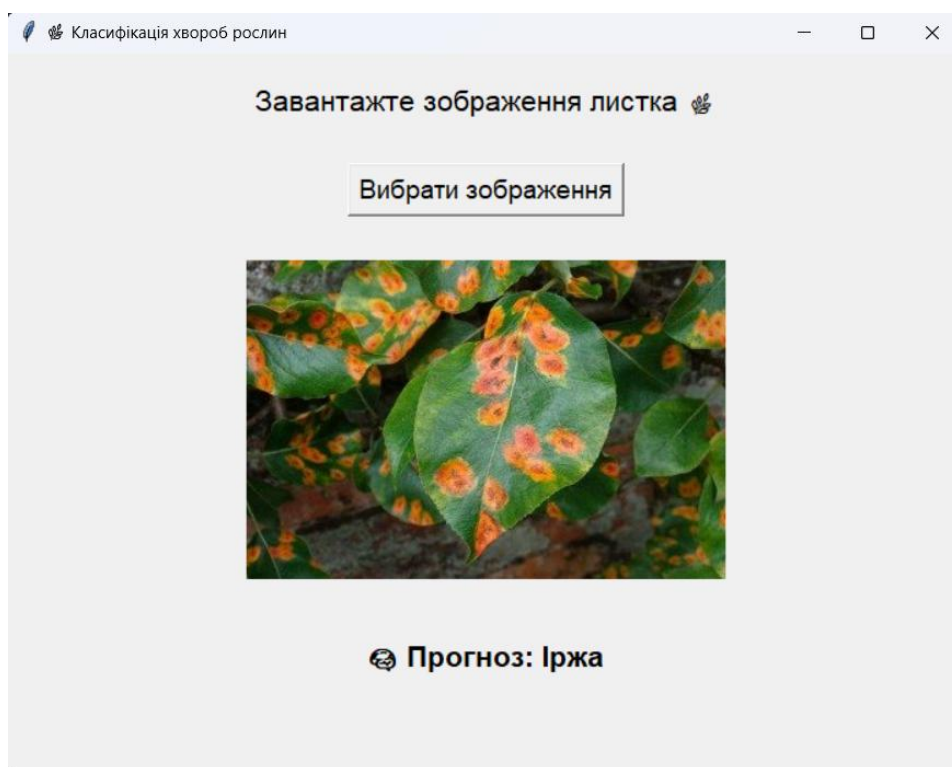 🌿 Класифікація хвороб рослин
Завантажте зображення листка 🌿
Вибрати зображення
Прогноз: Іржа